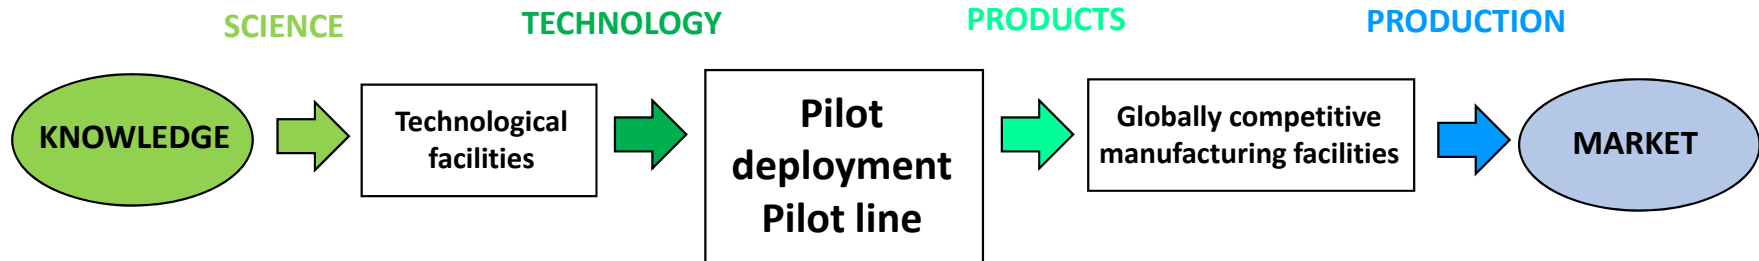 SCIENCE
TECHNOLOGY
PRODUCTS
PRODUCTION
KNOWLEDGE
Technological
facilities
Pilot
deployment
Pilot line
Globally competitive
manufacturing facilities
MARKET